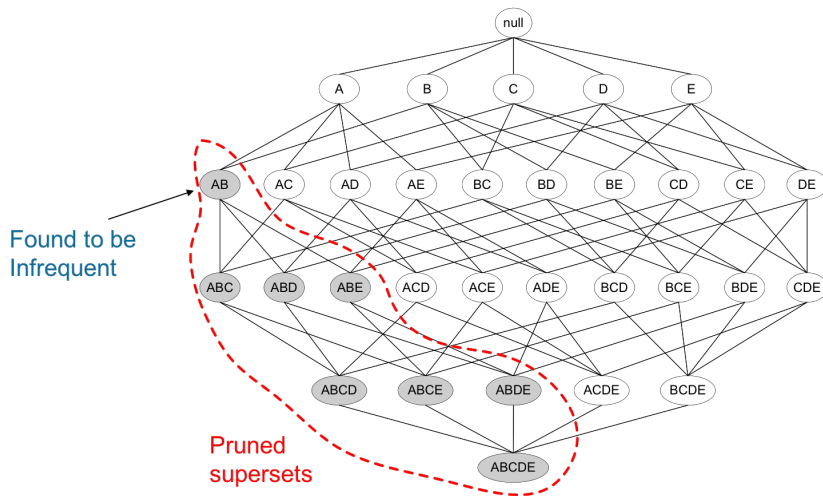 null
A B C D E
AB AC AD AE BC BD BE CD CE DE
Found to be
Infrequent
ABC ABD ABE ACD ACE ADE BCD BCE BDE CDE
ABCD ABCE ABDE ACDE BCDE
Pruned
supersets
ABCDE